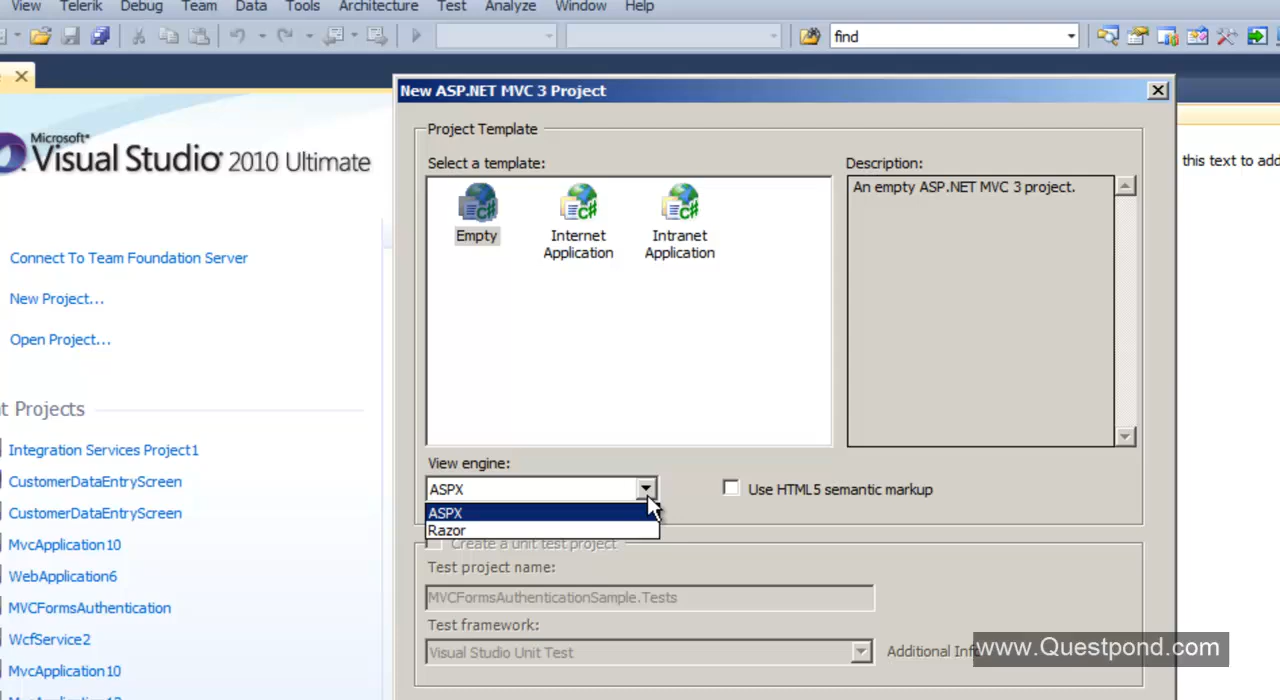 View Telerik Debug Team Data Tools Architecture Test Analyze Window Help
find
New ASP.NET MVC 3 Project
Microsoft®
Visual Studio® 2010 Ultimate
Project Template
Select a template:
Description:
this text to add
An empty ASP.NET MVC 3 project.
Empty
Internet Application
Intranet Application
Connect To Team Foundation Server
New Project...
Open Project...
t Projects
Integration Services Project1
CustomerDataEntryScreen
CustomerDataEntryScreen
MvcApplication10
WebApplication6
MVCFormsAuthentication
WcfService2
MvcApplication10
View engine:
ASPX
Use HTML5 semantic markup
ASPX
Razor
Create a unit test project
Test project name:
MVCFormsAuthenticationSample.Tests
Test framework:
Visual Studio Unit Test
Additional Inf
www.Questpond.com